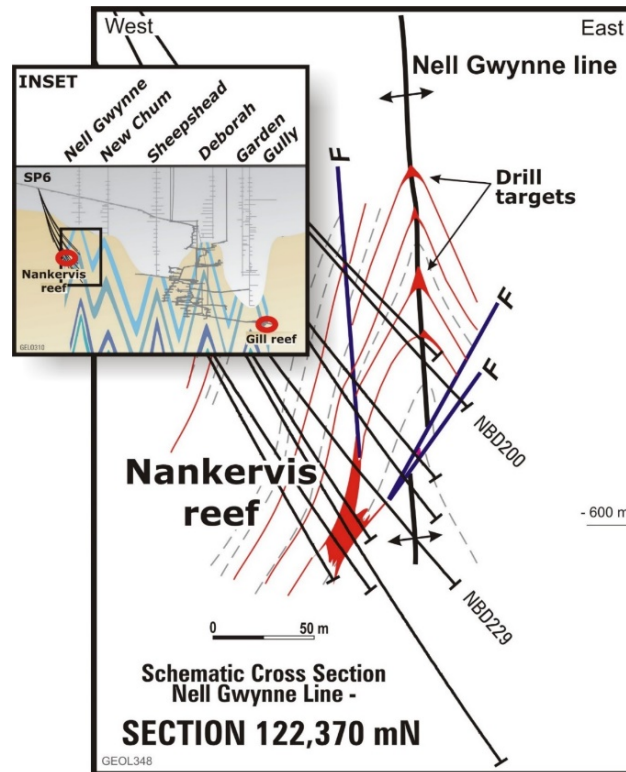 West
East
Nell Gwynne line
INSET
Nell Gwynne
New Chum
Sheepshead
Deborah
Garden
Gully
SP6
Nankervis
reef
Gill reef
GEL0310
F
Drill
targets
F
F
NBD200
Nankervis
reef
- 600 m
NBD229
0 50 m
Schematic Cross Section
Nell Gwynne Line -
SECTION 122,370 mN
GEOL348